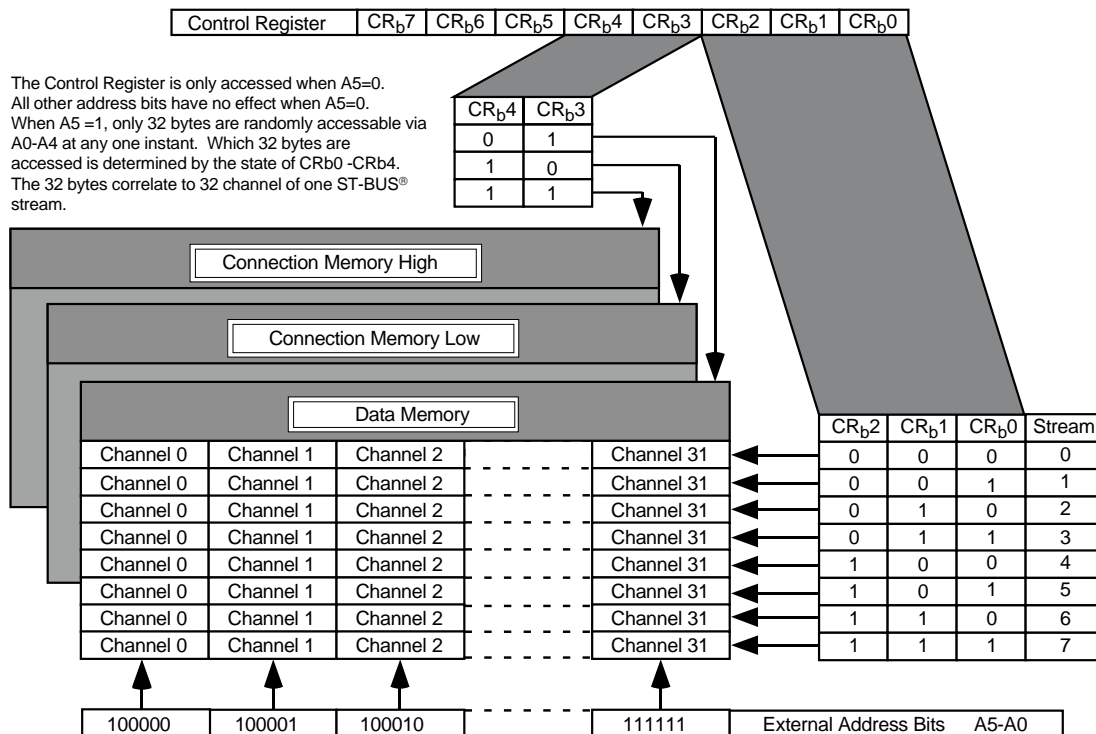 Control Register CRb7 CRb6 CRb5 CRb4 CRb3 CRb2 CRb1 CRb0
The Control Register is only accessed when A5=0.
All other address bits have no effect when A5=0.
When A5 =1, only 32 bytes are randomly accessable via
A0-A4 at any one instant. Which 32 bytes are
accessed is determined by the state of CRb0 -CRb4.
The 32 bytes correlate to 32 channel of one ST-BUS®
stream.
CRb4 CRb3
0 1
1 0
1 1
Connection Memory High
Connection Memory Low
Data Memory
CRb2 CRb1 CRb0 Stream
Channel 0 Channel 1 Channel 2 Channel 31 0 0 0 0
Channel 0 Channel 1 Channel 2 Channel 31 0 0 1 1
Channel 0 Channel 1 Channel 2 Channel 31 0 1 0 2
Channel 0 Channel 1 Channel 2 Channel 31 0 1 1 3
Channel 0 Channel 1 Channel 2 Channel 31 1 0 0 4
Channel 0 Channel 1 Channel 2 Channel 31 1 0 1 5
Channel 0 Channel 1 Channel 2 Channel 31 1 1 0 6
Channel 0 Channel 1 Channel 2 Channel 31 1 1 1 7
100000 100001 100010 111111 External Address Bits A5-A0